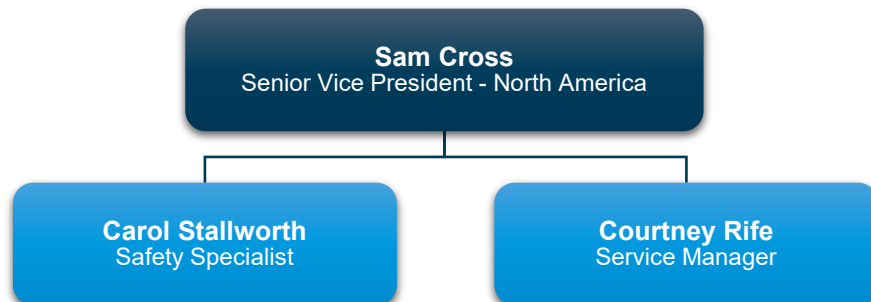 Sam Cross
Senior Vice President - North America
Carol Stallworth
Safety Specialist
Courtney Rife
Service Manager